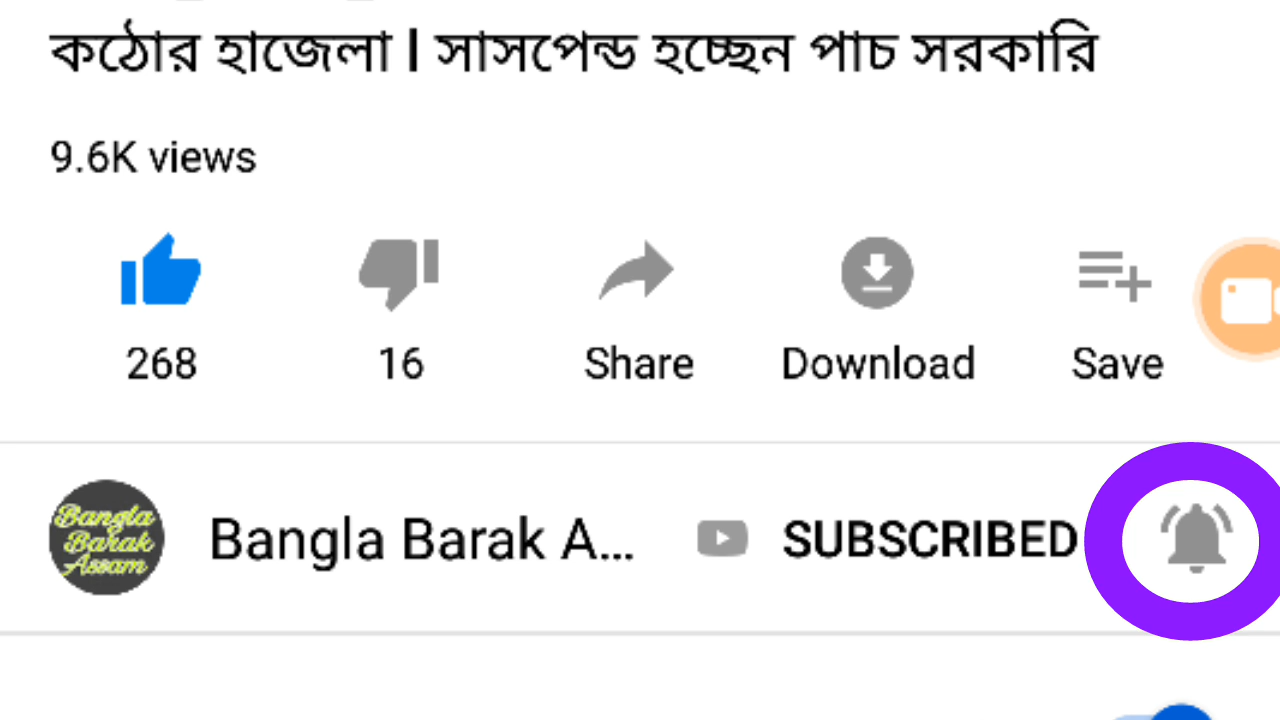 কঠোর হাজেলা l সাসপেন্ড হচ্ছেন পাচ সরকারি
9.6K views
268
16
Share
Download
Save
Bangla
Barak
Assam
Bangla Barak A...
SUBSCRIBED